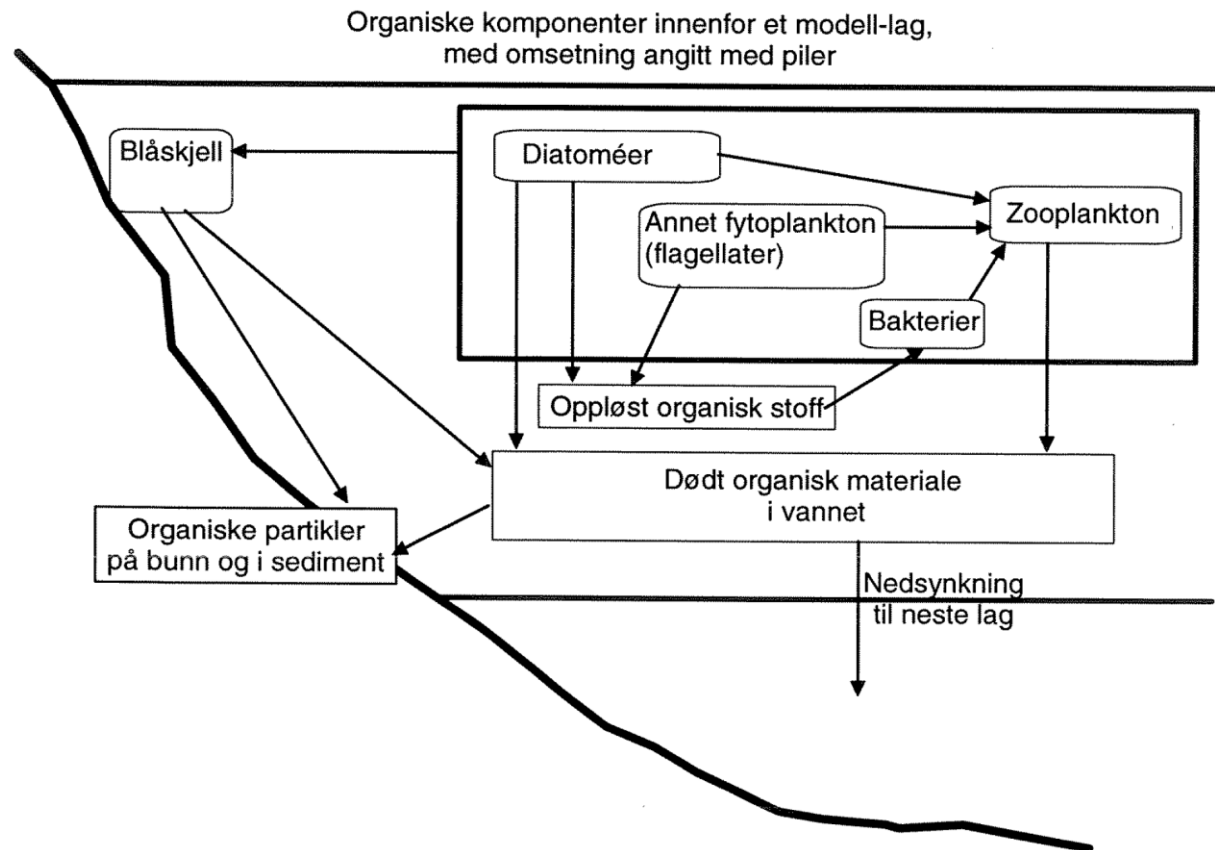 Organiske komponenter innenfor et modell-lag,
med omsetning angitt med piler
Blåskjell
Diatoméer
Annet fytoplankton
(flagellater)
Zooplankton
Bakterier
Oppløst organisk stoff
Dødt organisk materiale
i vannet
Organiske partikler
på bunn og i sediment
Nedsynkning
til neste lag